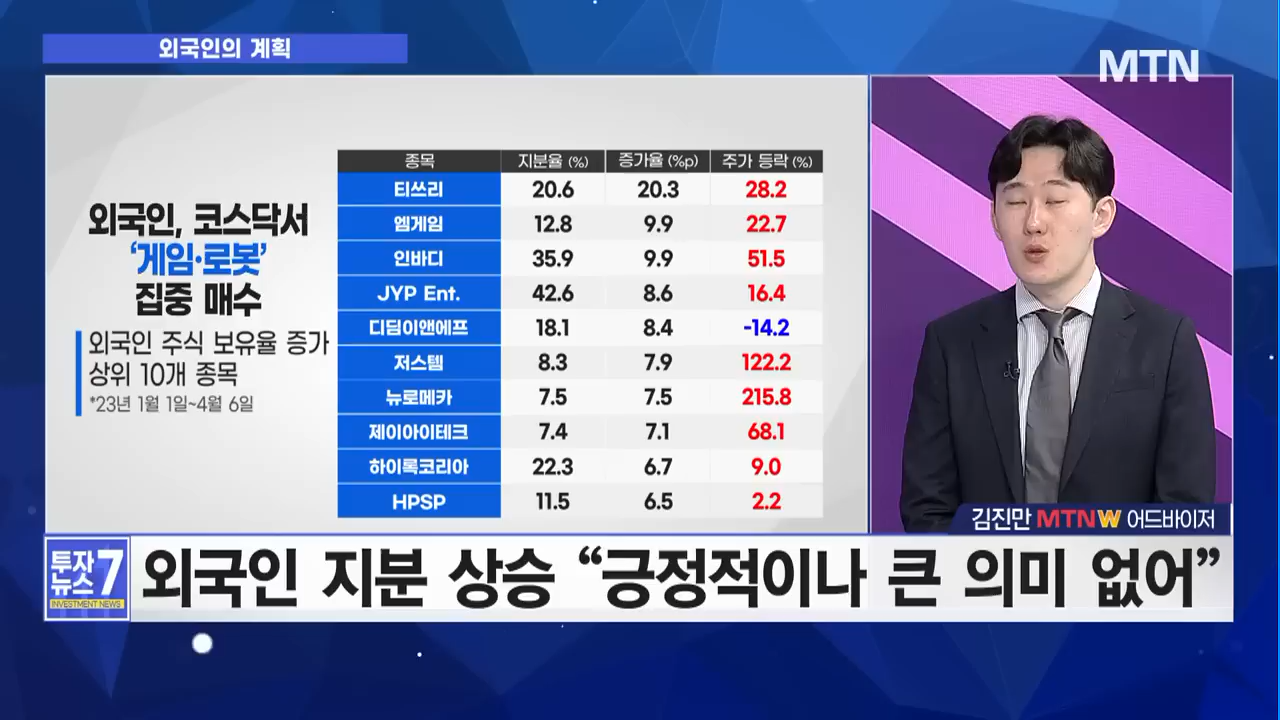 외국인의 계획
MTN
외국인, 코스닥서
‘게임·로봇’
집중 매수
외국인 주식 보유율 증가
상위 10개 종목
*23년 1월 1일~4월 6일
종목 지분율 (%) 증가율 (%p) 주가 등락 (%)
티쓰리 20.6 20.3 28.2
엠게임 12.8 9.9 22.7
인바디 35.9 9.9 51.5
JYP Ent. 42.6 8.6 16.4
디딤이앤에프 18.1 8.4 -14.2
저스템 8.3 7.9 122.2
뉴로메카 7.5 7.5 215.8
제이아이테크 7.4 7.1 68.1
하이록코리아 22.3 6.7 9.0
HPSP 11.5 6.5 2.2
김진만 MTNW 어드바이저
투자
뉴스 7
INVESTMENT NEWS
외국인 지분 상승 “긍정적이나 큰 의미 없어”